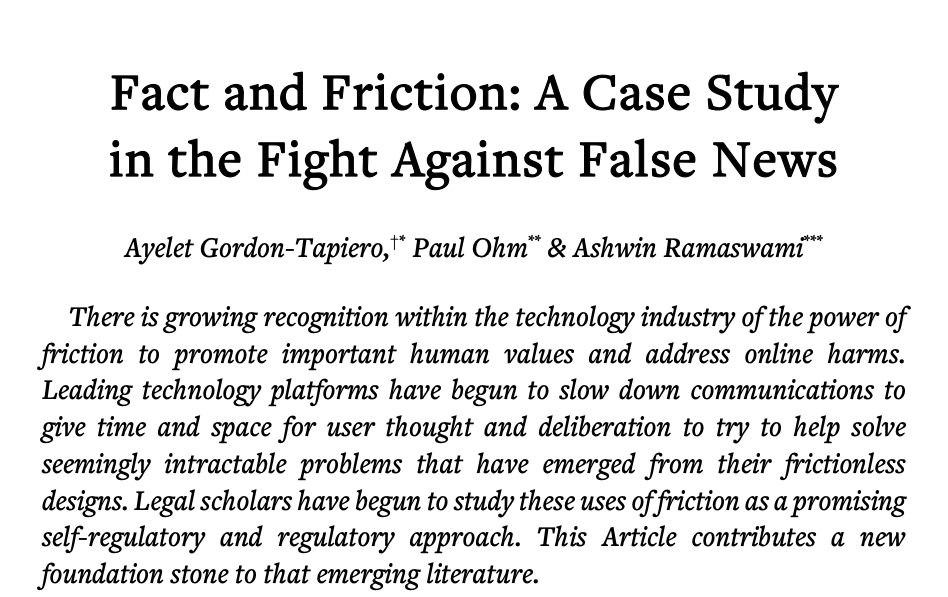 Fact and Friction: A Case Study
in the Fight Against False News
Ayelet Gordon-Tapiero,†* Paul Ohm** & Ashwin Ramaswami***
There is growing recognition within the technology industry of the power of
friction to promote important human values and address online harms.
Leading technology platforms have begun to slow down communications to
give time and space for user thought and deliberation to try to help solve
seemingly intractable problems that have emerged from their frictionless
designs. Legal scholars have begun to study these uses of friction as a promising
self-regulatory and regulatory approach. This Article contributes a new
foundation stone to that emerging literature.